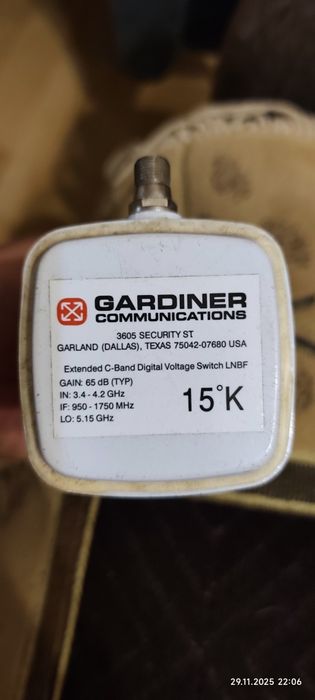 GARDINER
COMMUNICATIONS
3605 SECURITY ST
GARLAND (DALLAS), TEXAS 75042-07680 USA
Extended C-Band Digital Voltage Switch LNBF
GAIN: 65 dB (TYP)
IN: 3.4 - 4.2 GHz
IF: 950 - 1750 MHz
LO: 5.15 GHz
15°K
29.11.2025 22:06